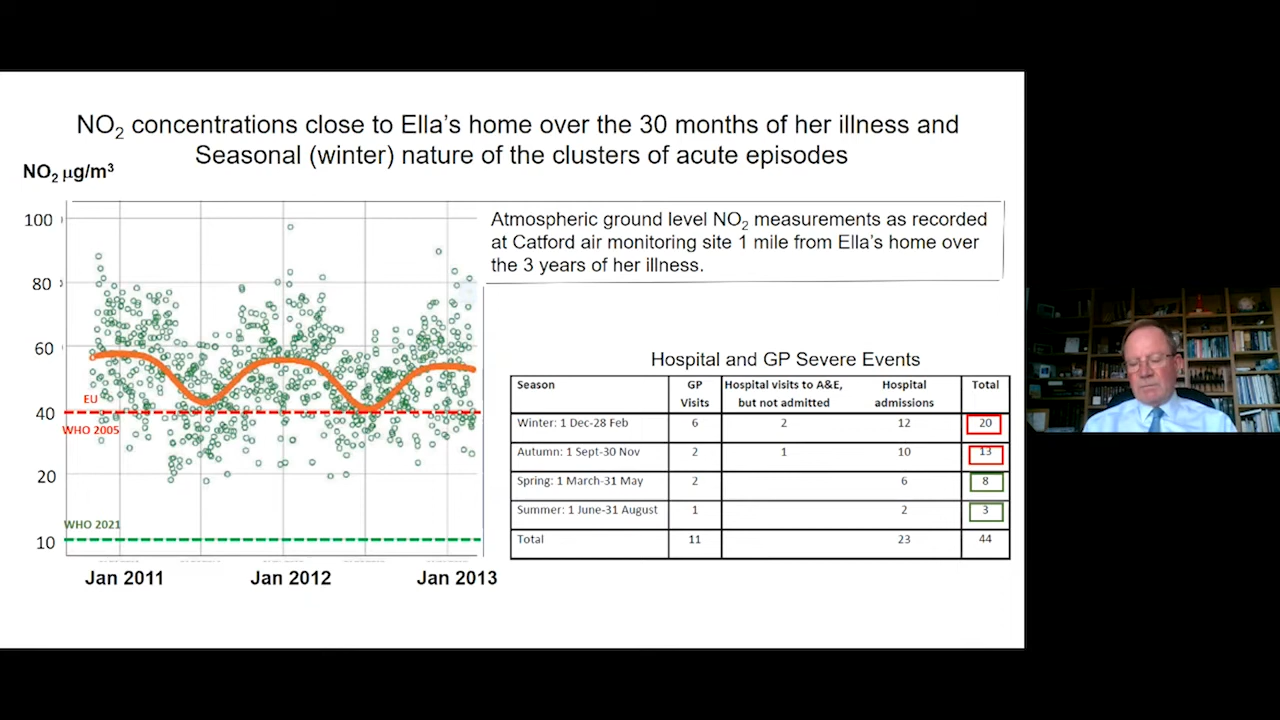 NO₂ concentrations close to Ella's home over the 30 months of her illness and
Seasonal (winter) nature of the clusters of acute episodes
NO₂ µg/m³
100
80
60
40
20
10
EU
WHO 2005
WHO 2021
Jan 2011 Jan 2012 Jan 2013
Atmospheric ground level NO₂ measurements as recorded
at Catford air monitoring site 1 mile from Ella's home over
the 3 years of her illness.
Hospital and GP Severe Events
Season GP Visits Hospital visits to A&E, but not admitted Hospital admissions Total
Winter: 1 Dec-28 Feb 6 2 12 20
Autumn: 1 Sept-30 Nov 2 1 10 13
Spring: 1 March-31 May 2 6 8
Summer: 1 June-31 August 1 2 3
Total 11 23 44